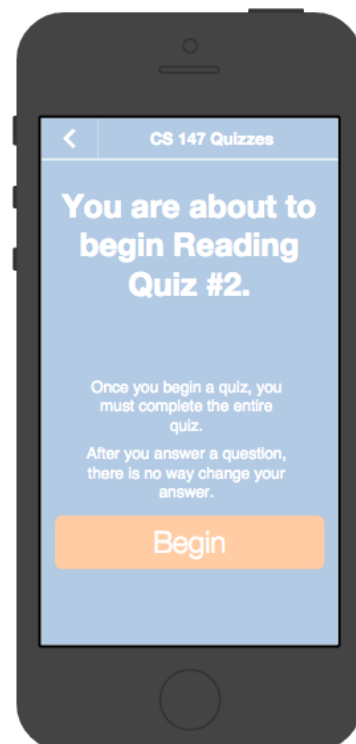 CS 147 Quizzes
You are about to
begin Reading
Quiz #2.
Once you begin a quiz, you
must complete the entire
quiz.
After you answer a question,
there is no way change your
answer.
Begin